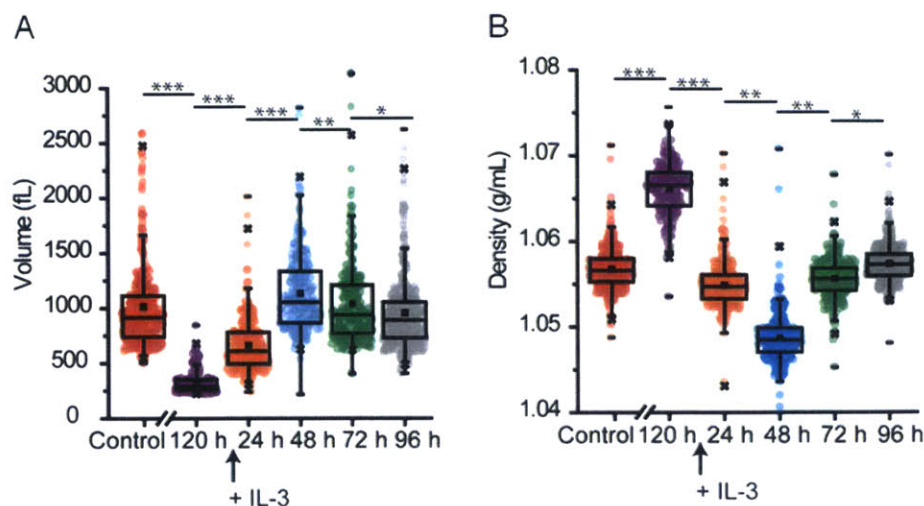 A
Volume (fL)
3000
2500
2000
1500
1000
500
0
*** *** *** ** *
Control 120 h 24 h 48 h 72 h 96 h
+ IL-3
B
Density (g/mL)
1.08
1.07
1.06
1.05
1.04
*** *** ** ** *
Control 120 h 24 h 48 h 72 h 96 h
+ IL-3